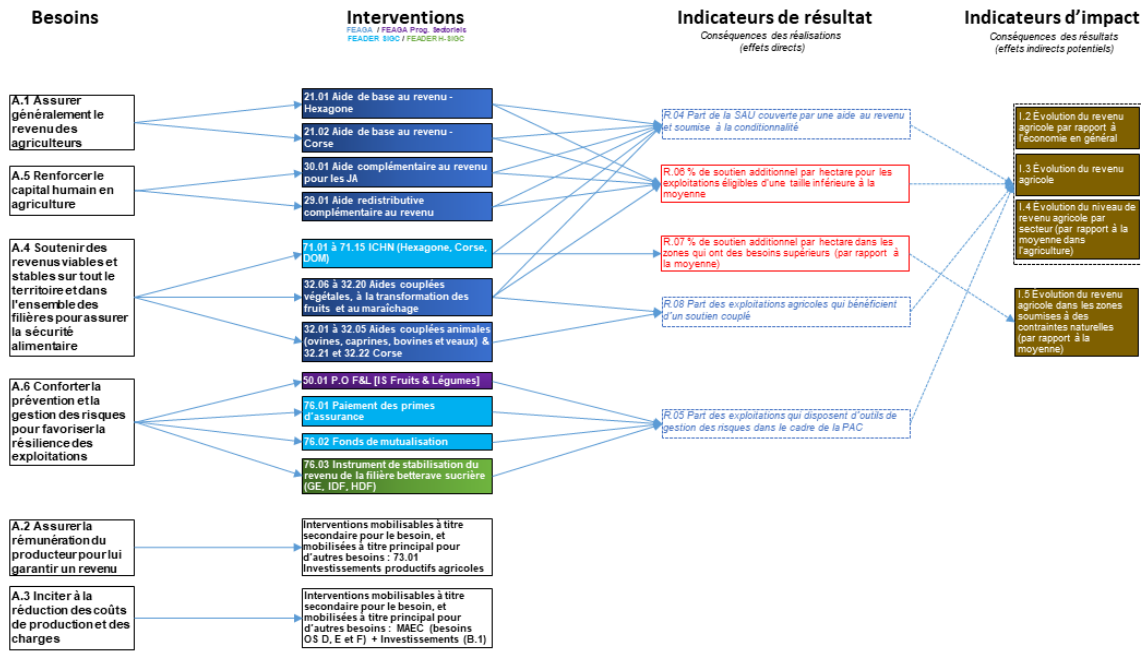 Besoins
Interventions
FEAGA / FEAGA Prog. Sectoriels
FEADER SIGC / FEADER H-SIGC
Indicateurs de résultat
Conséquences des réalisations
(effets directs)
Indicateurs d'impact
Conséquences des résultats
(effets indirects potentiels)
A.1 Assurer
généralement le
revenu des
agriculteurs
A.5 Renforcer le
capital humain en
agriculture
A.4 Soutenir des
revenus viables et
stables sur tout le
territoire et dans
l'ensemble des
filières pour assurer
la sécurité
alimentaire
A.6 Conforter la
prévention et la
gestion des risques
pour favoriser la
résilience des
exploitations
A.2 Assurer la
rémunération du
producteur pour lui
garantir un revenu
A.3 Inciter à la
réduction des coûts
de production et des
charges
21.01 Aide de base au revenu -
Hexagone
21.02 Aide de base au revenu -
Corse
30.01 Aide complémentaire au revenu
pour les JA
29.01 Aide redistributive
complémentaire au revenu
71.01 à 71.15 ICHN (Hexagone, Corse,
DOM)
32.06 à 32.20 Aides couplées
végétales, à la transformation des
fruits et au maraîchage
32.01 à 32.05 Aides couplées animales
(ovines, caprines, bovines et veaux) &
32.21 et 32.22 Corse
50.01 P.O F&L [IS Fruits & Légumes]
76.01 Paiement des primes
d'assurance
76.02 Fonds de mutualisation
76.03 Instrument de stabilisation du
revenu de la filière betterave sucrière
(GE, IDF, HDF)
Interventions mobilisables à titre
secondaire pour le besoin, et
mobilisées à titre principal pour
d'autres besoins : 73.01
Investissements productifs agricoles
Interventions mobilisables à titre
secondaire pour le besoin, et
mobilisées à titre principal pour
d'autres besoins : MAEC (besoins
OS D, E et F) + Investissements (B.1)
R.04 Part de la SAU couverte par une aide au revenu
et soumise à la conditionnalité
R.06 % de soutien additionnel par hectare pour les
exploitations éligibles d'une taille inférieure à la
moyenne
R.07 % de soutien additionnel par hectare dans les
zones qui ont des besoins supérieurs (par rapport à
la moyenne)
R.08 Part des exploitations agricoles qui bénéficient
d'un soutien couplé
R.05 Part des exploitations qui disposent d'outils de
gestion des risques dans le cadre de la PAC
I.2 Évolution du revenu
agricole par rapport à
l'économie en général
I.3 Évolution du revenu
agricole
I.4 Évolution du niveau de
revenu agricole par
secteur (par rapport à la
moyenne dans
l'agriculture)
I.5 Évolution du revenu
agricole dans les zones
soumises à des
contraintes naturelles
(par rapport à la
moyenne)